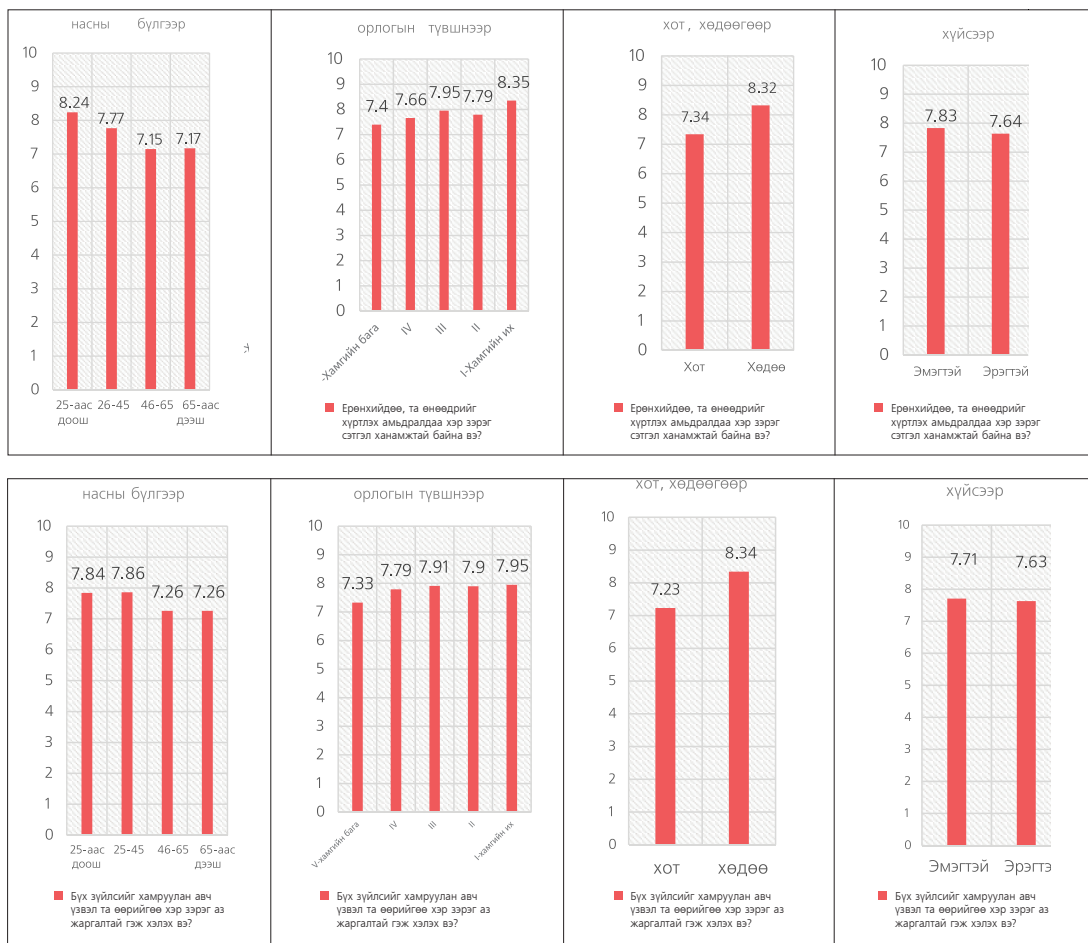 насны бүлгээр
10
9
8
7
6
5
4
3
2
1
0
8.24
7.77
7.15
7.17
25-аас доош
26-45
46-65
65-аас дээш
орлогын түвшнээр
10
9
8
7
6
5
4
3
2
1
0
7.4
7.66
7.95
7.79
8.35
-Хамгийн бага
IV
III
II
I-Хамгийн их
Ерөнхийдөө, та өнөөдрийг
хүртлэх амьдралдаа хэр зэрэг
сэтгэл ханамжтай байна вэ?
хот, хөдөөгөөр
10
9
8
7
6
5
4
3
2
1
0
7.34
8.32
Хот
Хөдөө
Ерөнхийдөө, та өнөөдрийг
хүртлэх амьдралдаа хэр зэрэг
сэтгэл ханамжтай байна вэ?
хүйсээр
10
9
8
7
6
5
4
3
2
1
0
7.83
7.64
Эмэгтэй
Эрэгтэй
Ерөнхийдөө, та өнөөдрийг
хүртлэх амьдралдаа хэр зэрэг
сэтгэл ханамжтай байна вэ?
насны бүлгээр
10
9
8
7
6
5
4
3
2
1
0
7.84
7.86
7.26
7.26
25-аас доош
25-45
46-65
65-аас дээш
Бүх зүйлсийг хамруулан авч
үзвэл та өөрийгөө хэр зэрэг аз
жаргалтай гэж хэлэх вэ?
орлогын түвшнээр
10
9
8
7
6
5
4
3
2
1
0
7.33
7.79
7.91
7.9
7.95
V-хамгийн бага
IV
III
II
I-хамгийн их
Бүх зүйлсийг хамруулан авч
үзвэл та өөрийгөө хэр зэрэг аз
жаргалтай гэж хэлэх вэ?
хот, хөдөөгөөр
10
9
8
7
6
5
4
3
2
1
0
7.23
8.34
хот
хөдөө
Бүх зүйлсийг хамруулан авч
үзвэл та өөрийгөө хэр зэрэг аз
жаргалтай гэж хэлэх вэ?
хүйсээр
10
9
8
7
6
5
4
3
2
1
0
7.71
7.63
Эмэгтэй
Эрэгтэ
Бүх зүйлсийг хамруулан авч
үзвэл та өөрийгөө хэр зэрэг аз
жаргалтай гэж хэлэх вэ?